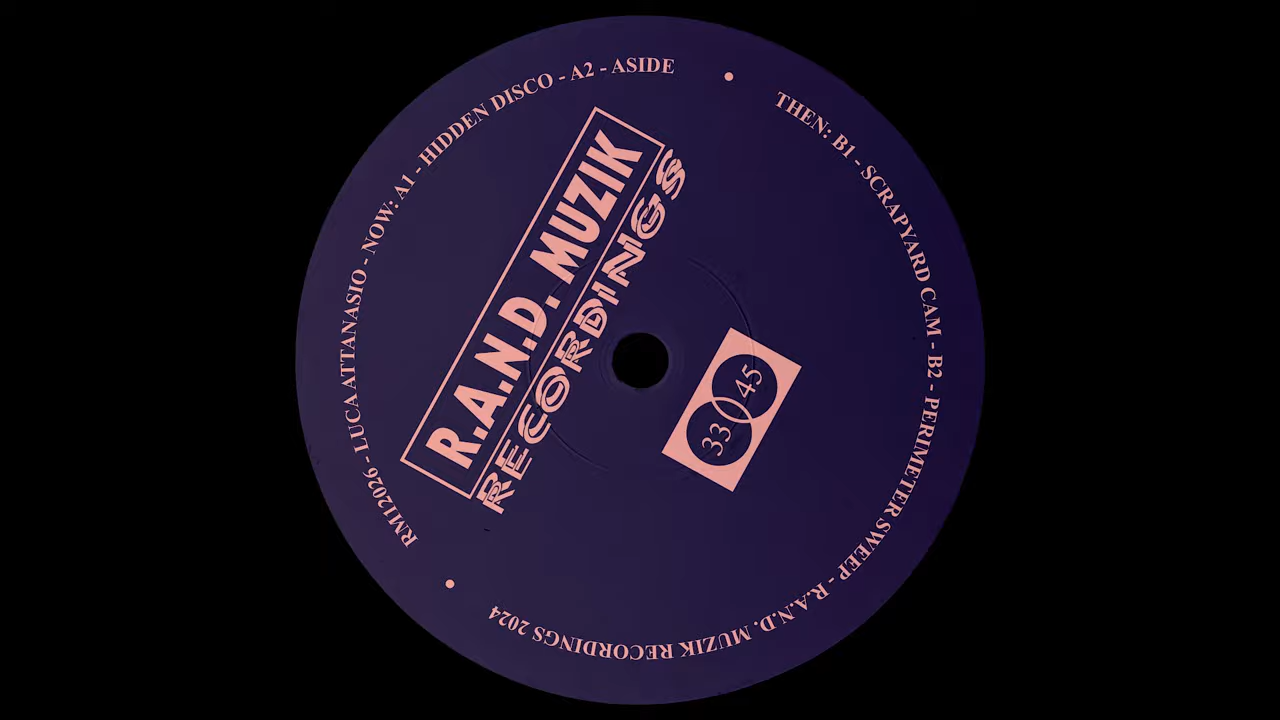 RM12026 - LUCA ATTANASIO - NOW: A1 - HIDDEN DISCO - A2 - ASIDE
THEN: B1 - SCRAPYARD CAM - B2 - PERIMETER SWEEP - R.A.N.D. MUZIK RECORDINGS 2024
R.A.N.D. MUZIK
RECORDINGS
33 45